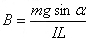 B = mg sin α / IL